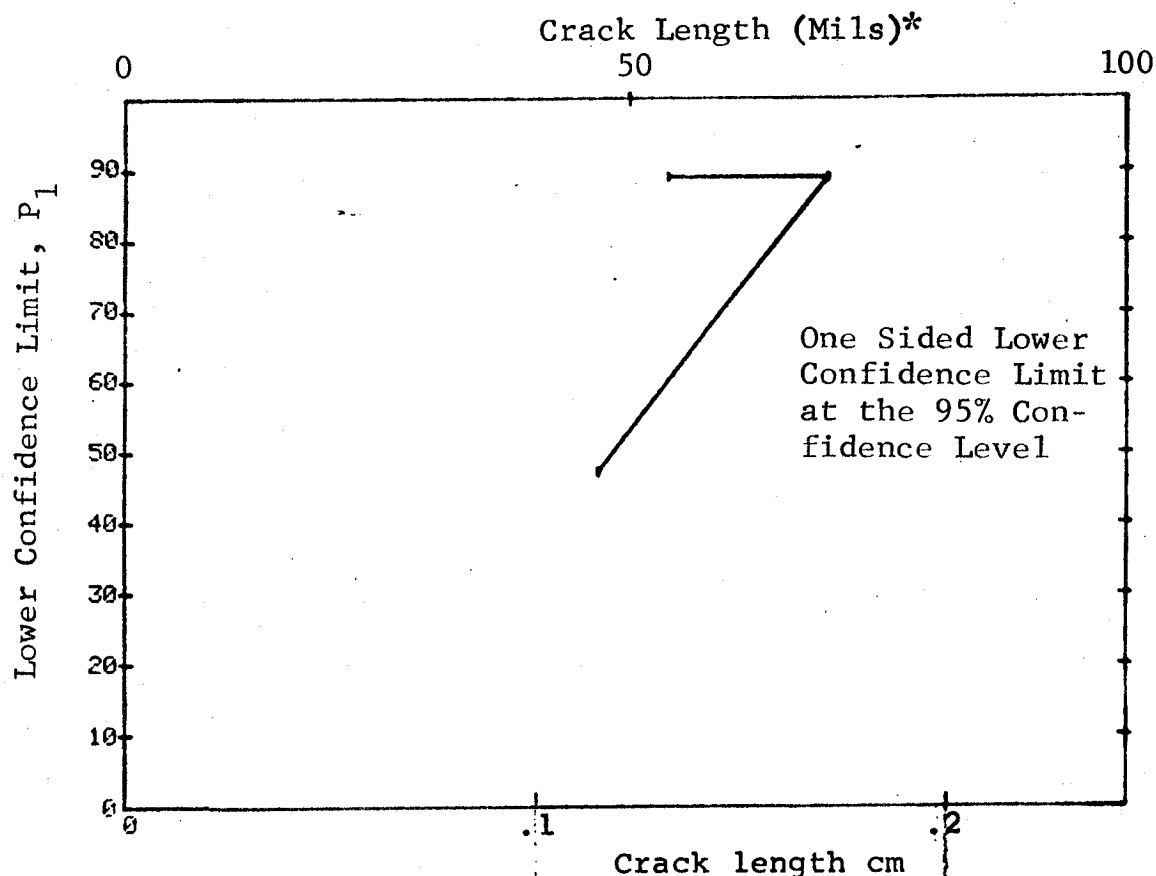 Crack Length (Mils)*
0 50 100
Lower Confidence Limit, P1
90
80
70
60
50
40
30
20
10
0
One Sided Lower
Confidence Limit
at the 95% Con-
fidence Level
0 .1 .2
Crack length cm